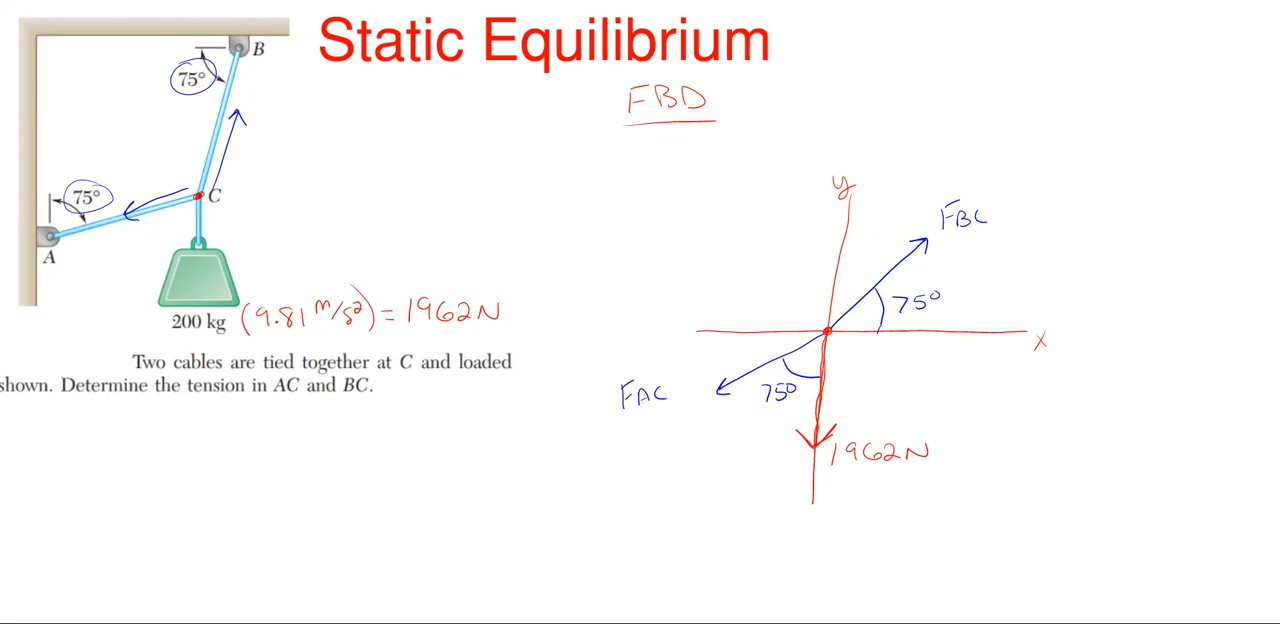 Static Equilibrium
B
75°
FBD
75°
C
A
200 kg (9.81 m/s²) = 1962N
Two cables are tied together at C and loaded
shown. Determine the tension in AC and BC.
y
FBC
75°
x
FAC
75°
1962N